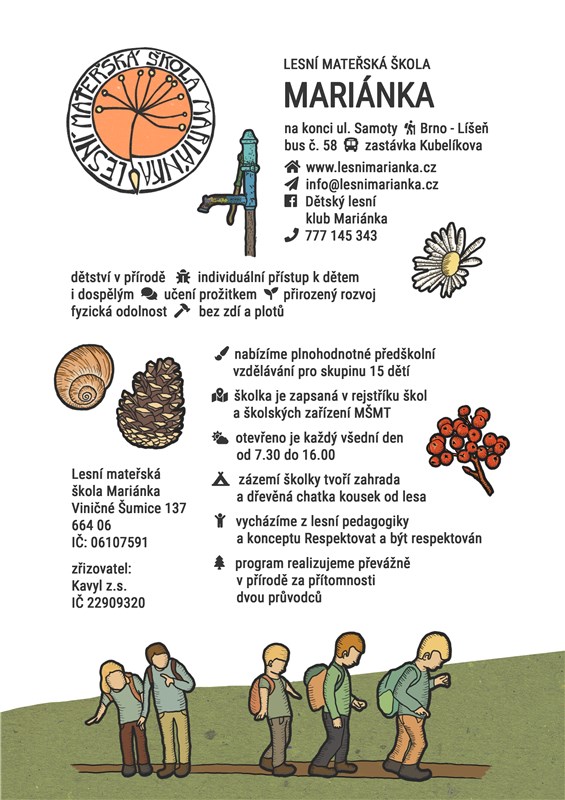 LESNÍ MATEŘSKÁ ŠKOLA MARIÁNKA
LESNÍ MATEŘSKÁ ŠKOLA
MARIÁNKA
na konci ul. Samoty Brno - Líšeň
bus č. 58 zastávka Kubelíkova
www.lesnimarianka.cz
info@lesnimarianka.cz
Dětský lesní
klub Mariánka
777 145 343
dětství v přírodě individuální přístup k dětem
i dospělým učení prožitkem přirozený rozvoj
fyzická odolnost bez zdí a plotů
nabízíme plnohodnotné předškolní
vzdělávání pro skupinu 15 dětí
školka je zapsaná v rejstříku škol
a školských zařízení MŠMT
otevřeno je každý všední den
od 7.30 do 16.00
zázemí školky tvoří zahrada
a dřevěná chatka kousek od lesa
vycházíme z lesní pedagogiky
a konceptu Respektovat a být respektován
program realizujeme převážně
v přírodě za přítomnosti
dvou průvodců
Lesní mateřská
škola Mariánka
Viničné Šumice 137
664 06
IČ: 06107591
zřizovatel:
Kavyl z.s.
IČ 22909320